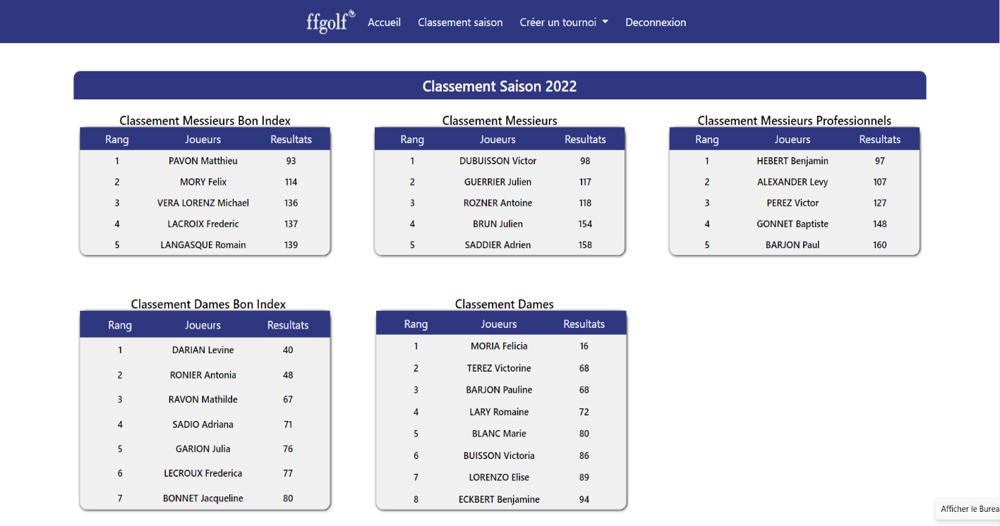 ffgolf Accueil Classement saison Créer un tournoi Deconnexion
Classement Saison 2022
Classement Messieurs Bon Index
Rang Joueurs Resultats
1 PAVON Matthieu 93
2 MORY Felix 114
3 VERA LORENZ Michael 136
4 LACROIX Frederic 137
5 LANGASQUE Romain 139
Classement Messieurs
Rang Joueurs Resultats
1 DUBUISSON Victor 98
2 GUERRIER Julien 117
3 ROZNER Antoine 118
4 BRUN Julien 154
5 SADDIER Adrien 158
Classement Messieurs Professionnels
Rang Joueurs Resultats
1 HEBERT Benjamin 97
2 ALEXANDER Levy 107
3 PEREZ Victor 127
4 GONNET Baptiste 148
5 BARJON Paul 160
Classement Dames Bon Index
Rang Joueurs Resultats
1 DARIAN Levine 40
2 RONIER Antonia 48
3 RAVON Mathilde 67
4 SADIO Adriana 71
5 GARION Julia 76
6 LECROUX Frederica 77
7 BONNET Jacqueline 80
Classement Dames
Rang Joueurs Resultats
1 MORIA Felicia 16
2 TEREZ Victorine 68
3 BARJON Pauline 68
4 LARY Romaine 72
5 BLANC Marie 80
6 BUISSON Victoria 86
7 LORENZO Elise 89
8 ECKBERT Benjamine 94
Afficher le Burea